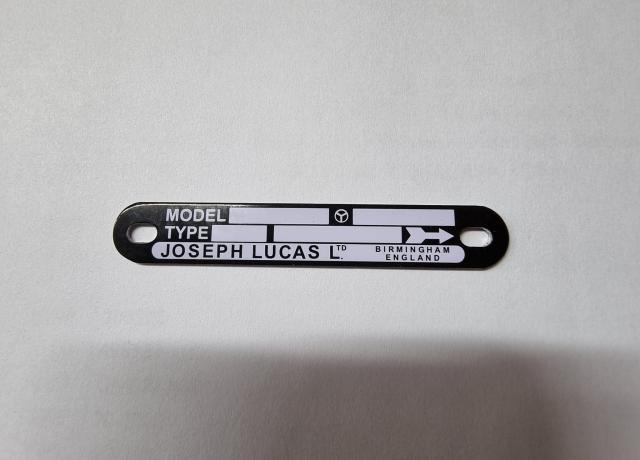 MODEL
TYPE
JOSEPH LUCAS LTD. BIRMINGHAM
ENGLAND